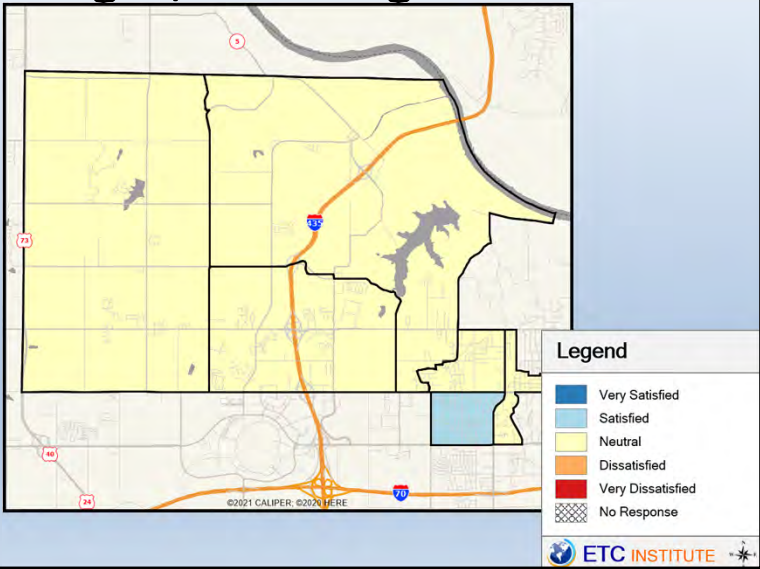 5
435
73
40
24
70
©2021 CALIPER; ©2020 HERE
Legend
Very Satisfied
Satisfied
Neutral
Dissatisfied
Very Dissatisfied
No Response
ETC INSTITUTE